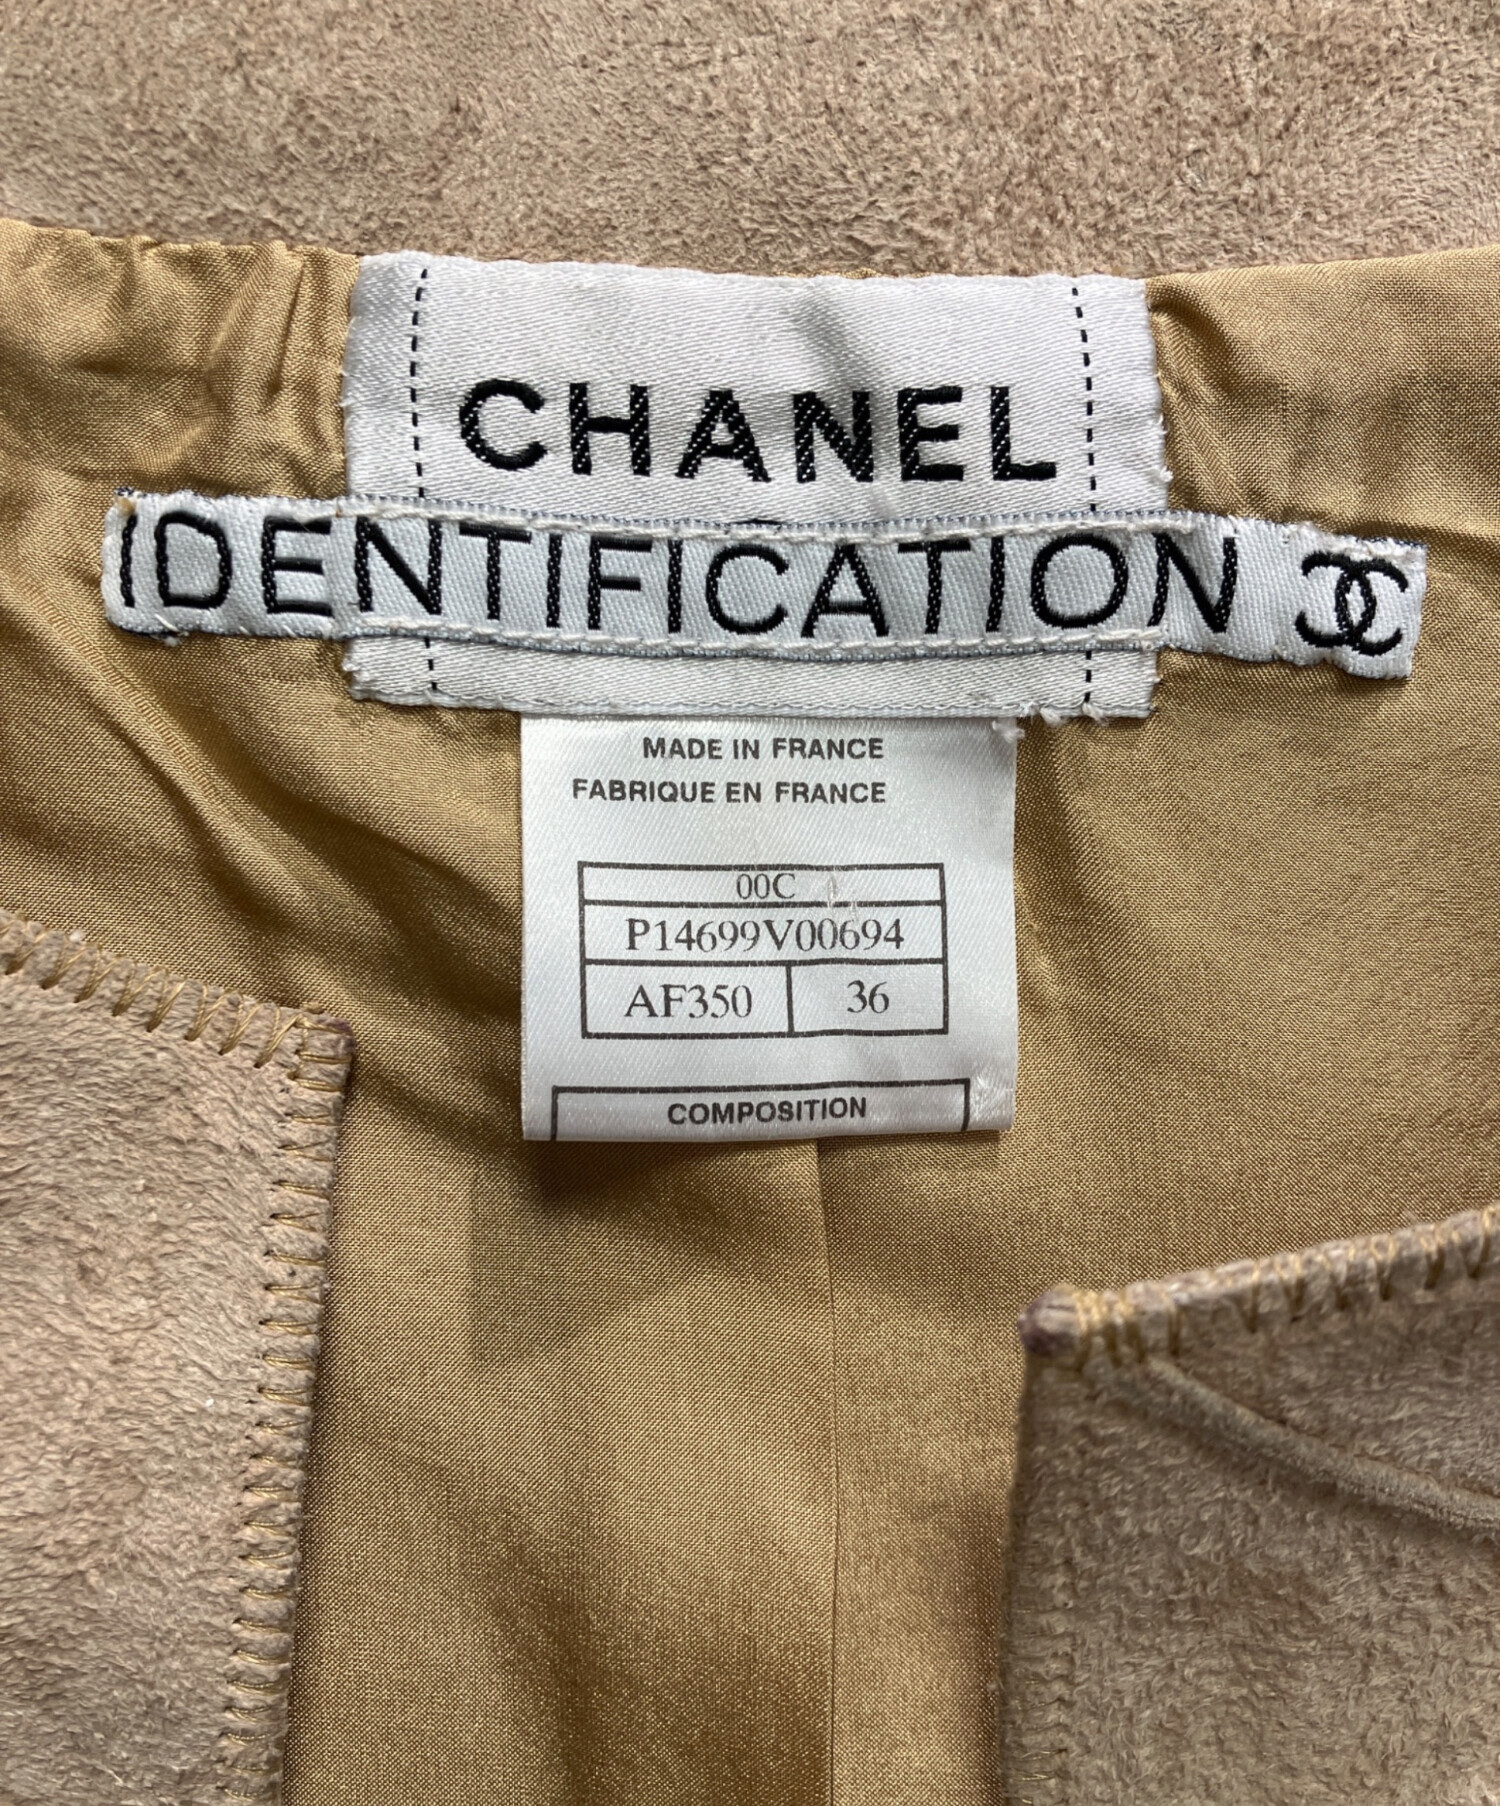 CHANEL
IDENTIFICATION
MADE IN FRANCE
FABRIQUE EN FRANCE
00C
P14699V00694
AF350 36
COMPOSITION